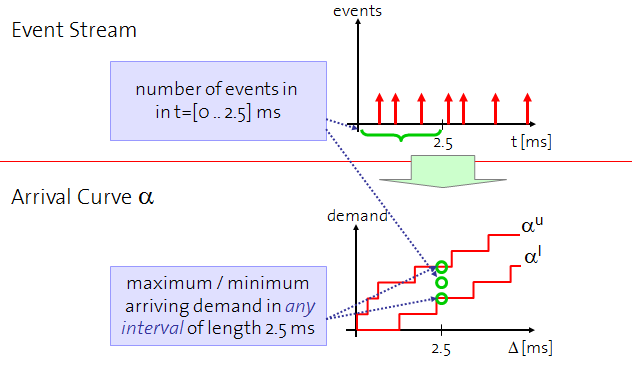 Event Stream
events
number of events in
in t=[0 .. 2.5] ms
2.5
t [ms]
Arrival Curve α
demand
αu
αl
maximum / minimum
arriving demand in any
interval of length 2.5 ms
2.5
Δ [ms]